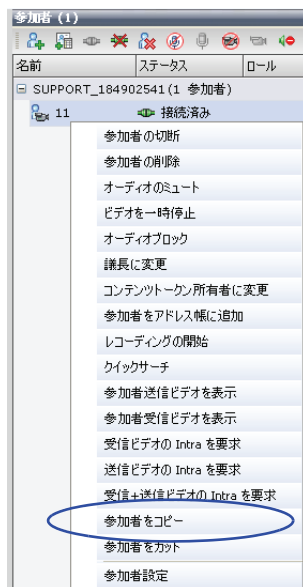 参加者 (1)
名前 ステータス ロール
SUPPORT_184902541(1 参加者)
11 接続済み
参加者の切断
参加者の削除
オーディオのミュート
ビデオを一時停止
オーディオブロック
議長に変更
コンテンツトークン所有者に変更
参加者をアドレス帳に追加
レコーディングの開始
クイックサーチ
参加者送信ビデオを表示
参加者受信ビデオを表示
受信ビデオの Intra を要求
送信ビデオの Intra を要求
受信+送信ビデオの Intra を要求
参加者をコピー
参加者をカット
参加者設定